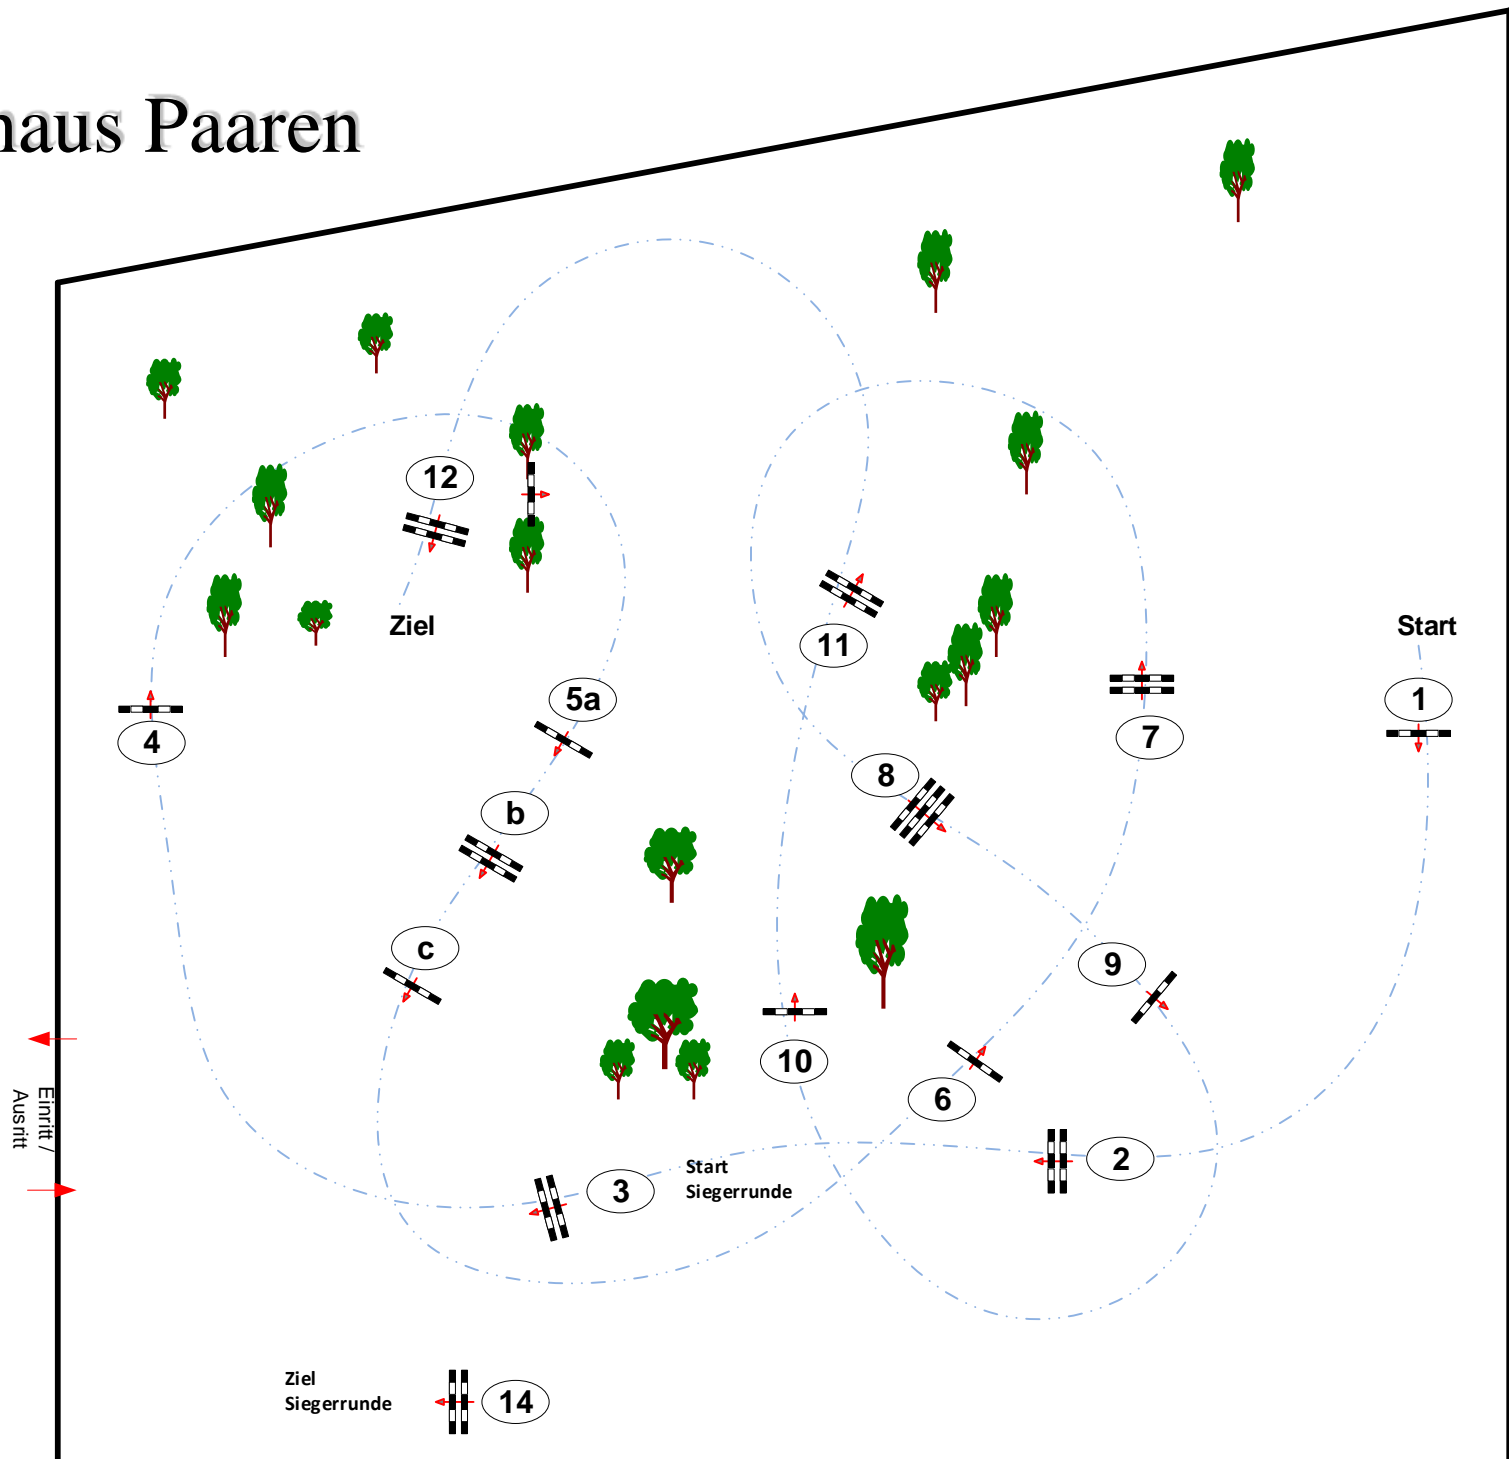 haus Paaren
12
Ziel
11
Start
1
5a
4
7
8
b
c
9
10
6
Einritt /
Ausritt
2
3
Start
Siegerrunde
Ziel
Siegerrunde
14